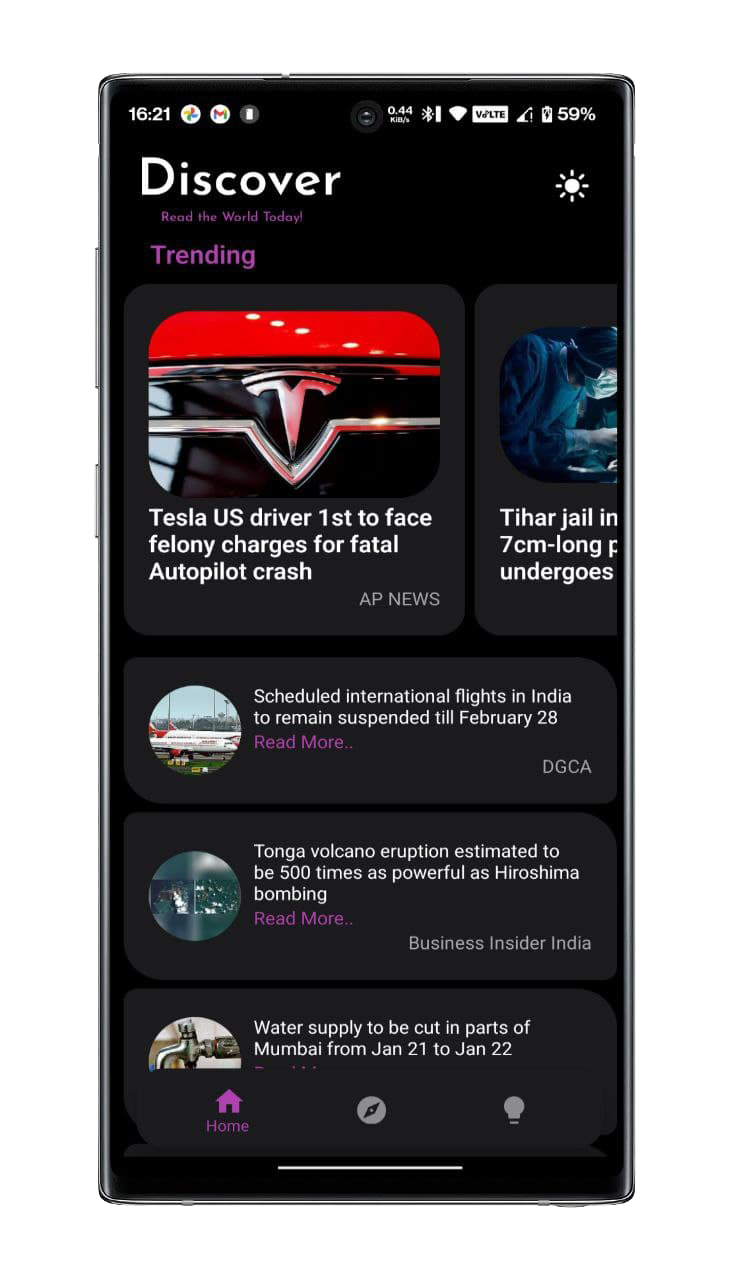 16:21 0.44 KiB/s VoLTE 59%
Discover
Read the World Today!
Trending
Tesla US driver 1st to face
felony charges for fatal
Autopilot crash
AP NEWS
Tihar jail in
7cm-long p
undergoes
Scheduled international flights in India
to remain suspended till February 28
Read More..
DGCA
Tonga volcano eruption estimated to
be 500 times as powerful as Hiroshima
bombing
Read More..
Business Insider India
Water supply to be cut in parts of
Mumbai from Jan 21 to Jan 22
Home